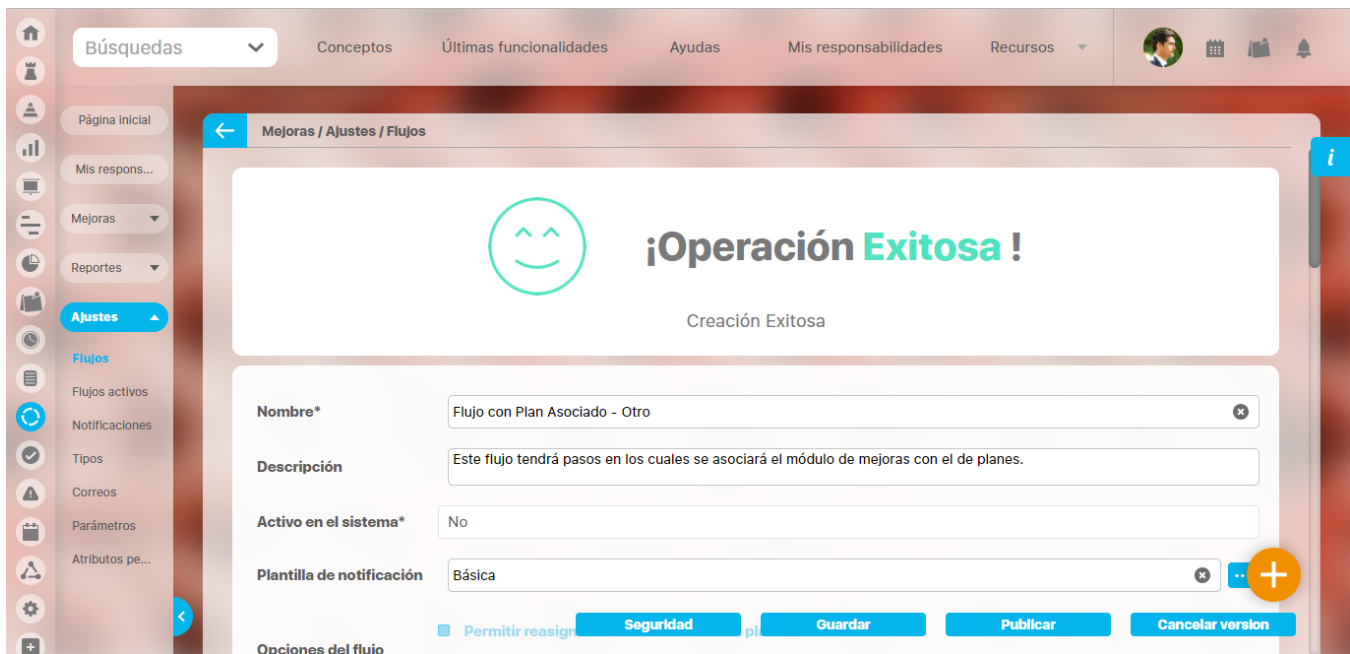 Búsquedas
Conceptos
Últimas funcionalidades
Ayudas
Mis responsabilidades
Recursos
Página inicial
Mis respons...
Mejoras
Reportes
Ajustes
Flujos
Flujos activos
Notificaciones
Tipos
Correos
Parámetros
Atributos pe...
Mejoras / Ajustes / Flujos
i
¡Operación Exitosa !
Creación Exitosa
Nombre*
Flujo con Plan Asociado - Otro
Descripción
Este flujo tendrá pasos en los cuales se asociará el módulo de mejoras con el de planes.
Activo en el sistema*
No
Plantilla de notificación
Básica
Opciones del flujo
Permitir reasign
Seguridad
Guardar
Publicar
Cancelar version